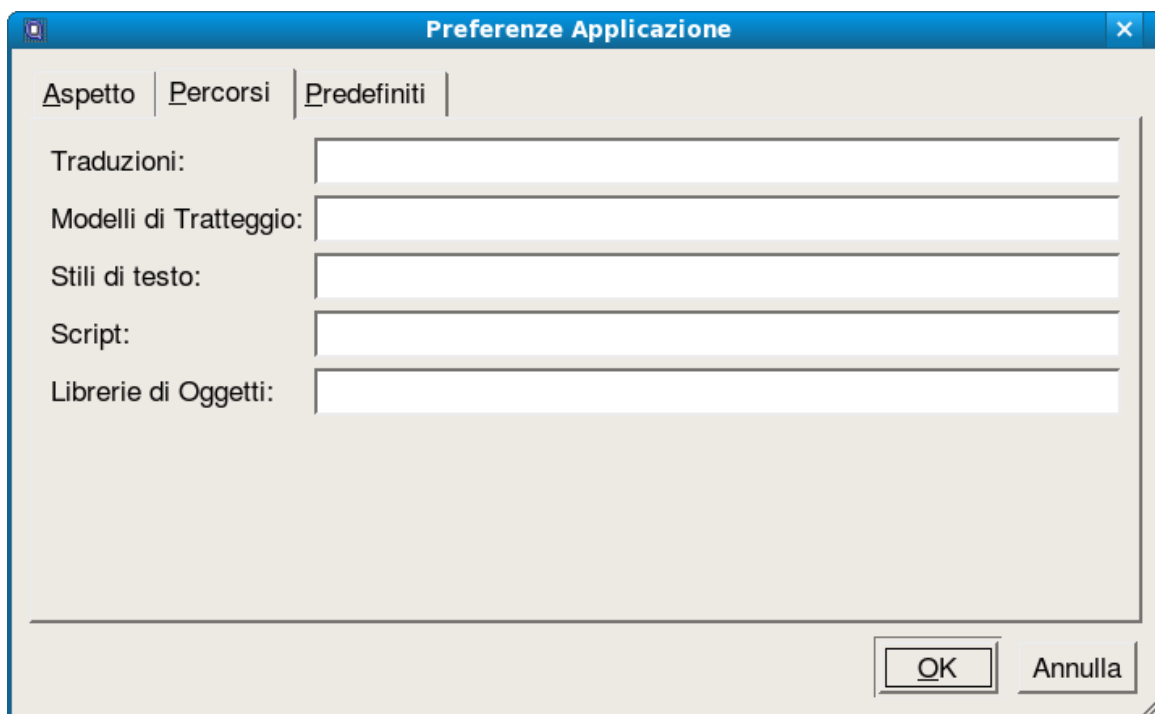 Preferenze Applicazione
Aspetto Percorsi Predefiniti
Traduzioni:
Modelli di Tratteggio:
Stili di testo:
Script:
Librerie di Oggetti:
OK Annulla